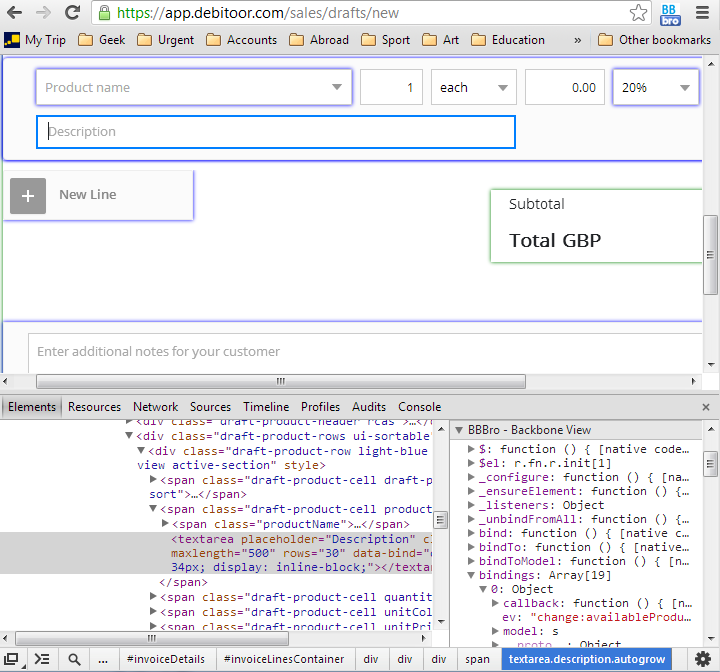 https://app.debitoor.com/sales/drafts/new
BB
bro
My Trip Geek Urgent Accounts Abroad Sport Art Education » Other bookmarks
Product name 1 each 0.00 20%
Description
+ New Line
Subtotal
Total GBP
Enter additional notes for your customer
Elements Resources Network Sources Timeline Profiles Audits Console ×
<div class="draft-product-header rcas">…</div>
<div class="draft-product-rows ui-sortable"
<div class="draft-product-row light-blue
view active-section" style>
<span class="draft-product-cell draft-p
sort">…</span>
<span class="draft-product-cell product
<span class="productName">…</span>
<textarea placeholder="Description" cl
maxlength="500" rows="30" data-bind="
34px; display: inline-block;"></textar
</span>
<span class="draft-product-cell quantit
<span class="draft-product-cell unitCol
<span class="draft-product-cell unitPri
BBBro - Backbone View
$: function () { [native code…
$el: r.fn.r.init[1]
_configure: function () { [na…
_ensureElement: function () {…
_listeners: Object
_unbindFromAll: function () {…
bind: function () { [native c…
bindTo: function () { [native…
bindToModel: function () { [n…
bindings: Array[19]
0: Object
callback: function () { [n…
ev: "change:availableProdu…
model: s
__proto__: Object
... #invoiceDetails #invoiceLinesContainer div div div span textarea.description.autogrow